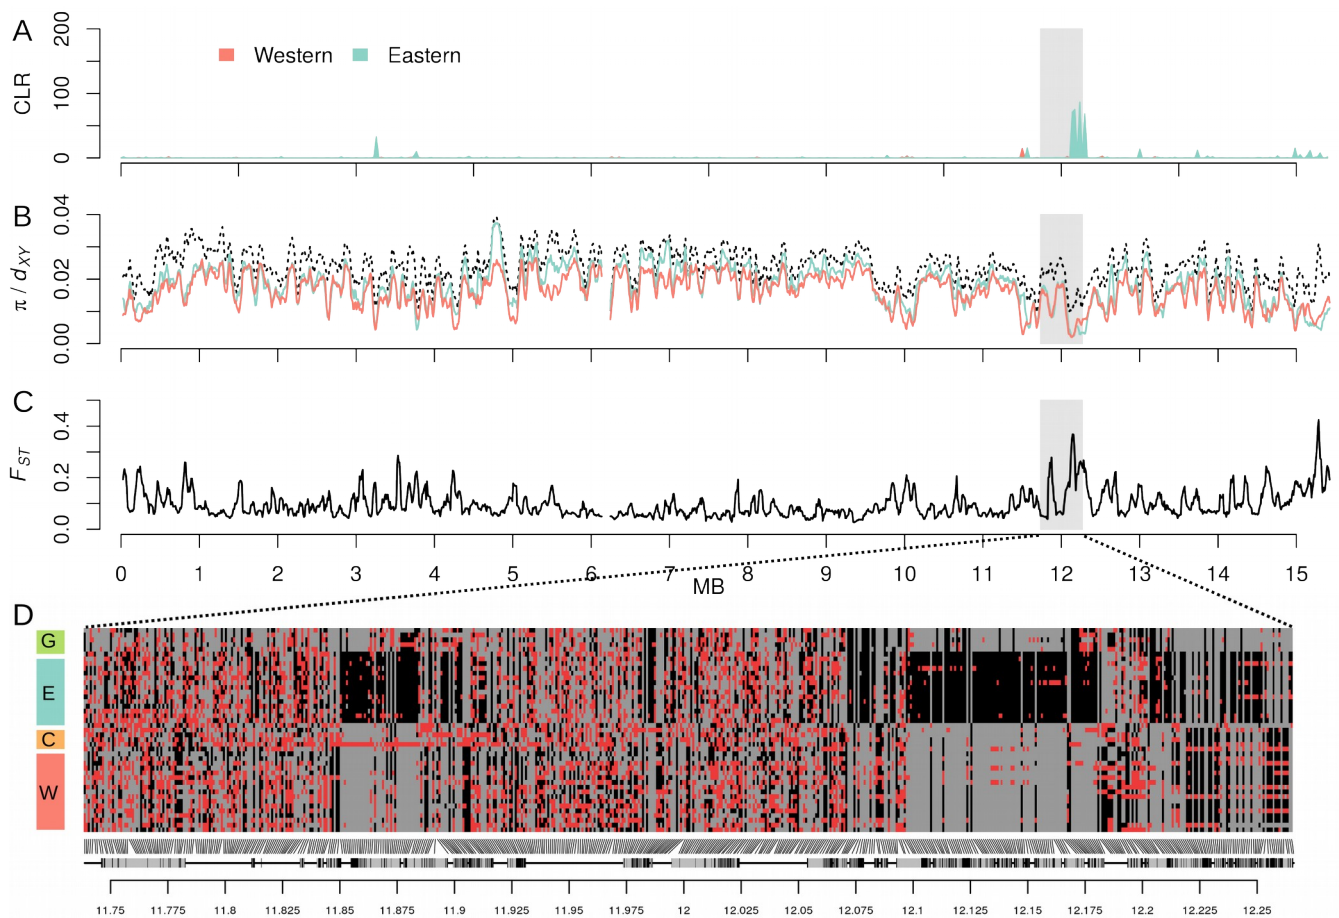 A
CLR
0 100 200
Western Eastern
B
π / dXY
0.00 0.02 0.04
C
FST
0.0 0.2 0.4
0 1 2 3 4 5 6 7 8 9 10 11 12 13 14 15
MB
D
G
E
C
W
11.75 11.775 11.8 11.825 11.85 11.875 11.9 11.925 11.95 11.975 12 12.025 12.05 12.075 12.1 12.125 12.15 12.175 12.2 12.225 12.25